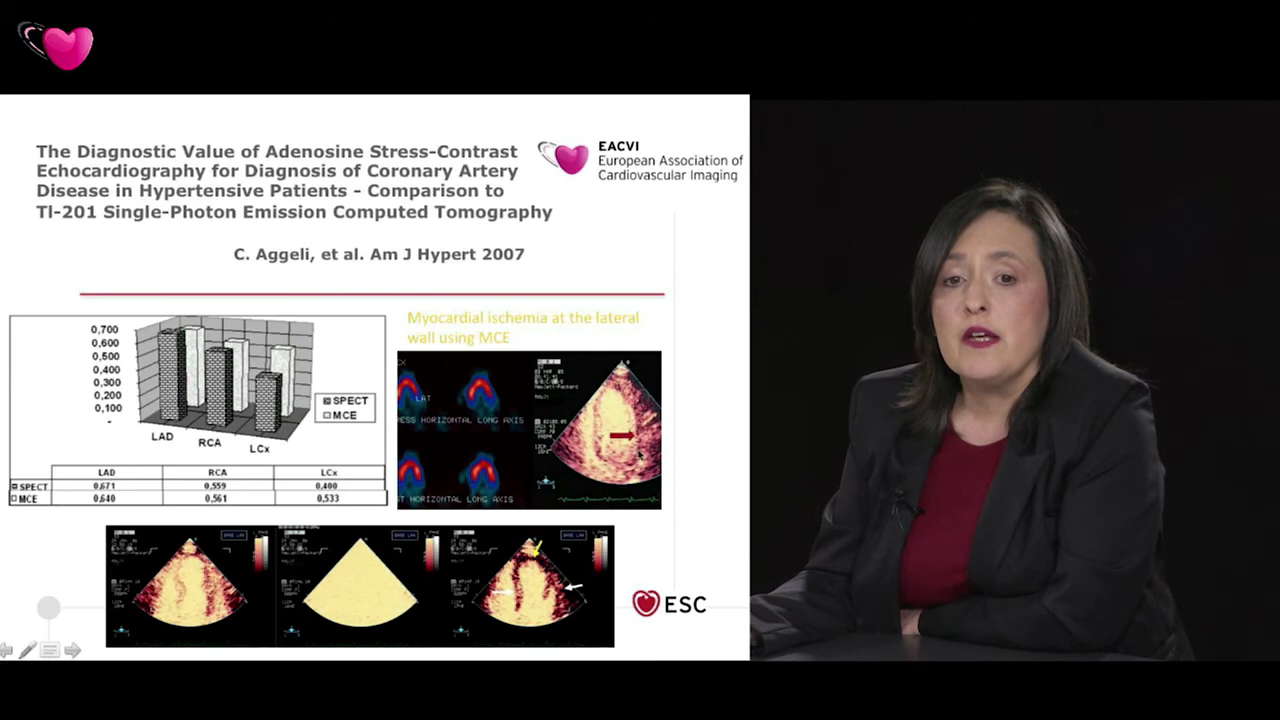 The Diagnostic Value of Adenosine Stress-Contrast
Echocardiography for Diagnosis of Coronary Artery
Disease in Hypertensive Patients - Comparison to
Tl-201 Single-Photon Emission Computed Tomography
C. Aggeli, et al. Am J Hypert 2007
EACVI
European Association of
Cardiovascular Imaging
0,700
0,600
0,500
0,400
0,300
0,200
0,100
-
LAD
RCA
LCx
SPECT
MCE
LAD RCA LCx
SPECT 0,671 0,559 0,400
MCE 0,640 0,561 0,533
Myocardial ischemia at the lateral
wall using MCE
LAT
HORIZONTAL LONG AXIS
HORIZONTAL LONG AXIS
ESC